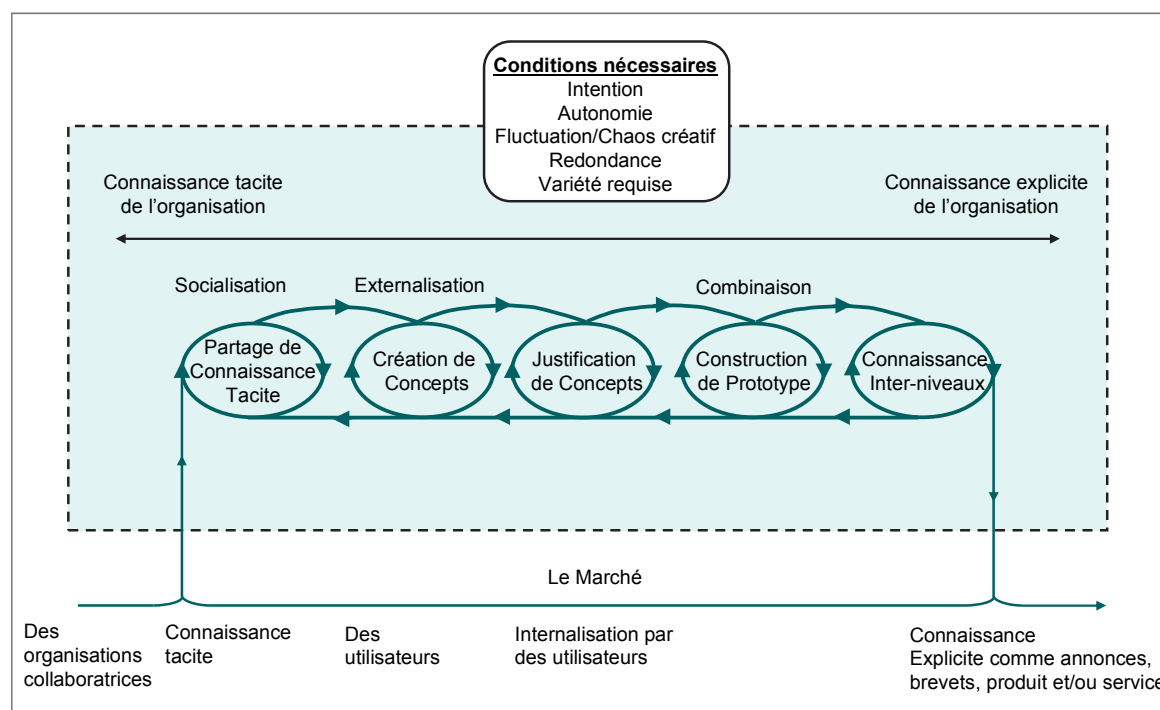 Conditions nécessaires
Intention
Autonomie
Fluctuation/Chaos créatif
Redondance
Variété requise
Connaissance tacite
de l'organisation
Connaissance explicite
de l'organisation
Socialisation
Externalisation
Combinaison
Partage de
Connaissance
Tacite
Création de
Concepts
Justification
de Concepts
Construction
de Prototype
Connaissance
Inter-niveaux
Le Marché
Des
organisations
collaboratrices
Connaissance
tacite
Des
utilisateurs
Internalisation par
des utilisateurs
Connaissance
Explicite comme annonces,
brevets, produit et/ou service